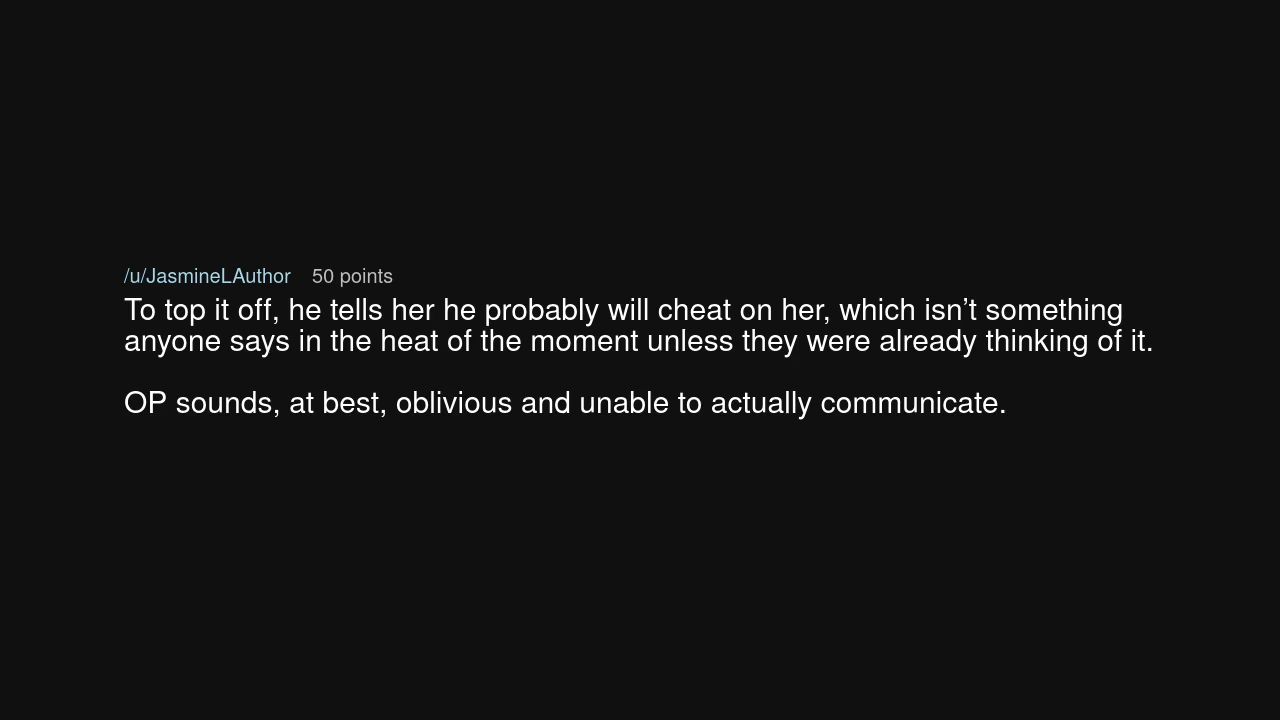 /u/JasmineLAuthor 50 points
To top it off, he tells her he probably will cheat on her, which isn’t something
anyone says in the heat of the moment unless they were already thinking of it.
OP sounds, at best, oblivious and unable to actually communicate.